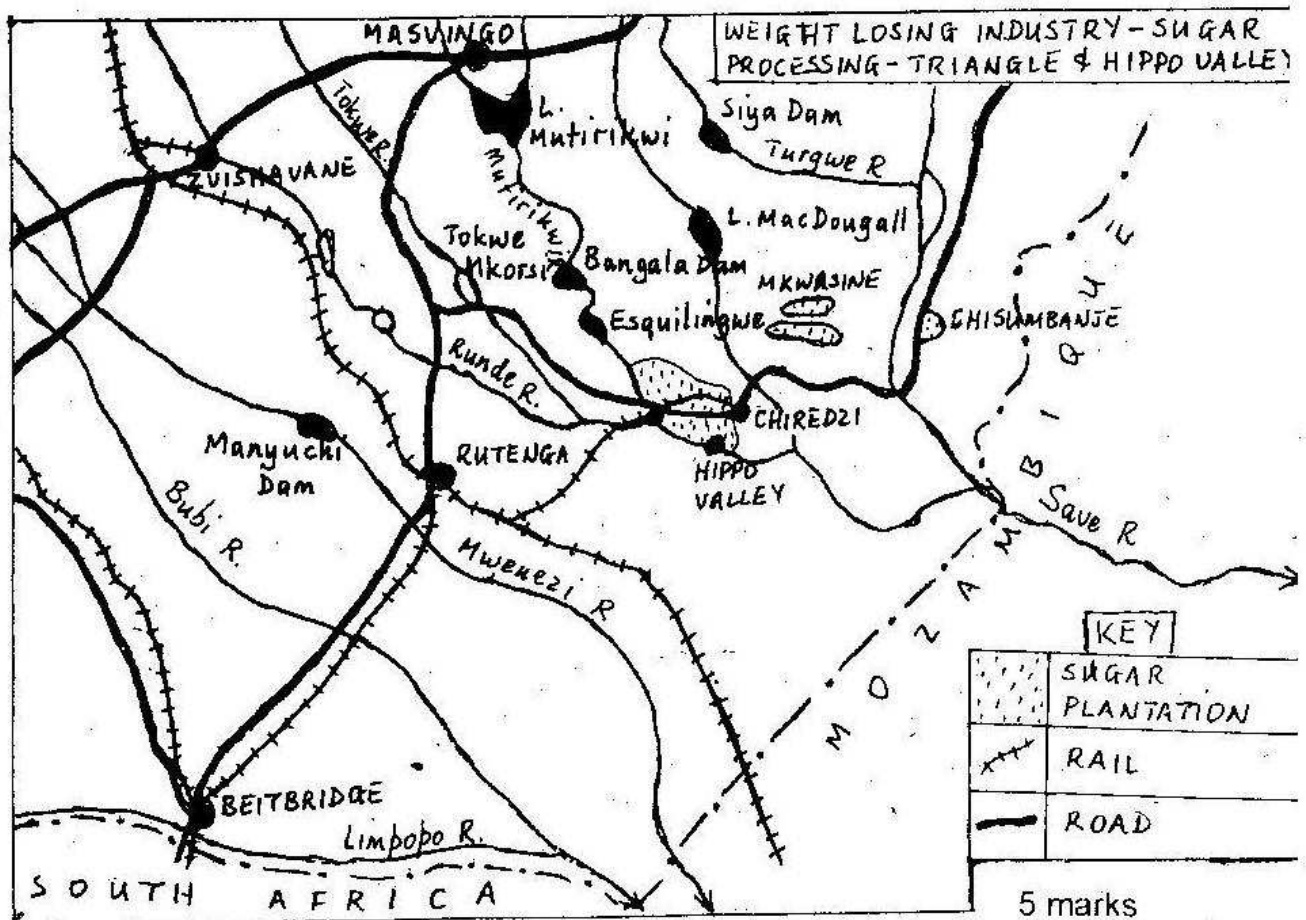 MASVINGO
WEIGHT LOSING INDUSTRY - SUGAR
PROCESSING - TRIANGLE & HIPPO VALLEY
Tokwe R.
L.
Mutirikwi
Siya Dam
Turgwe R
ZVISHAVANE
Mutirikwi R
L. MacDougall
Tokwe
Mkorsi
Bangala Dam
MKWASINE
Esquilingwe
CHISUMBANJE
Runde R.
CHIREDZI
Manyuchi
Dam
RUTENGA
HIPPO
VALLEY
Bubi R.
Save R
Mwenezi R
MOZAMBIQUE
KEY
SUGAR
PLANTATION
RAIL
ROAD
BEITBRIDGE
Limpopo R.
SOUTH AFRICA
5 marks